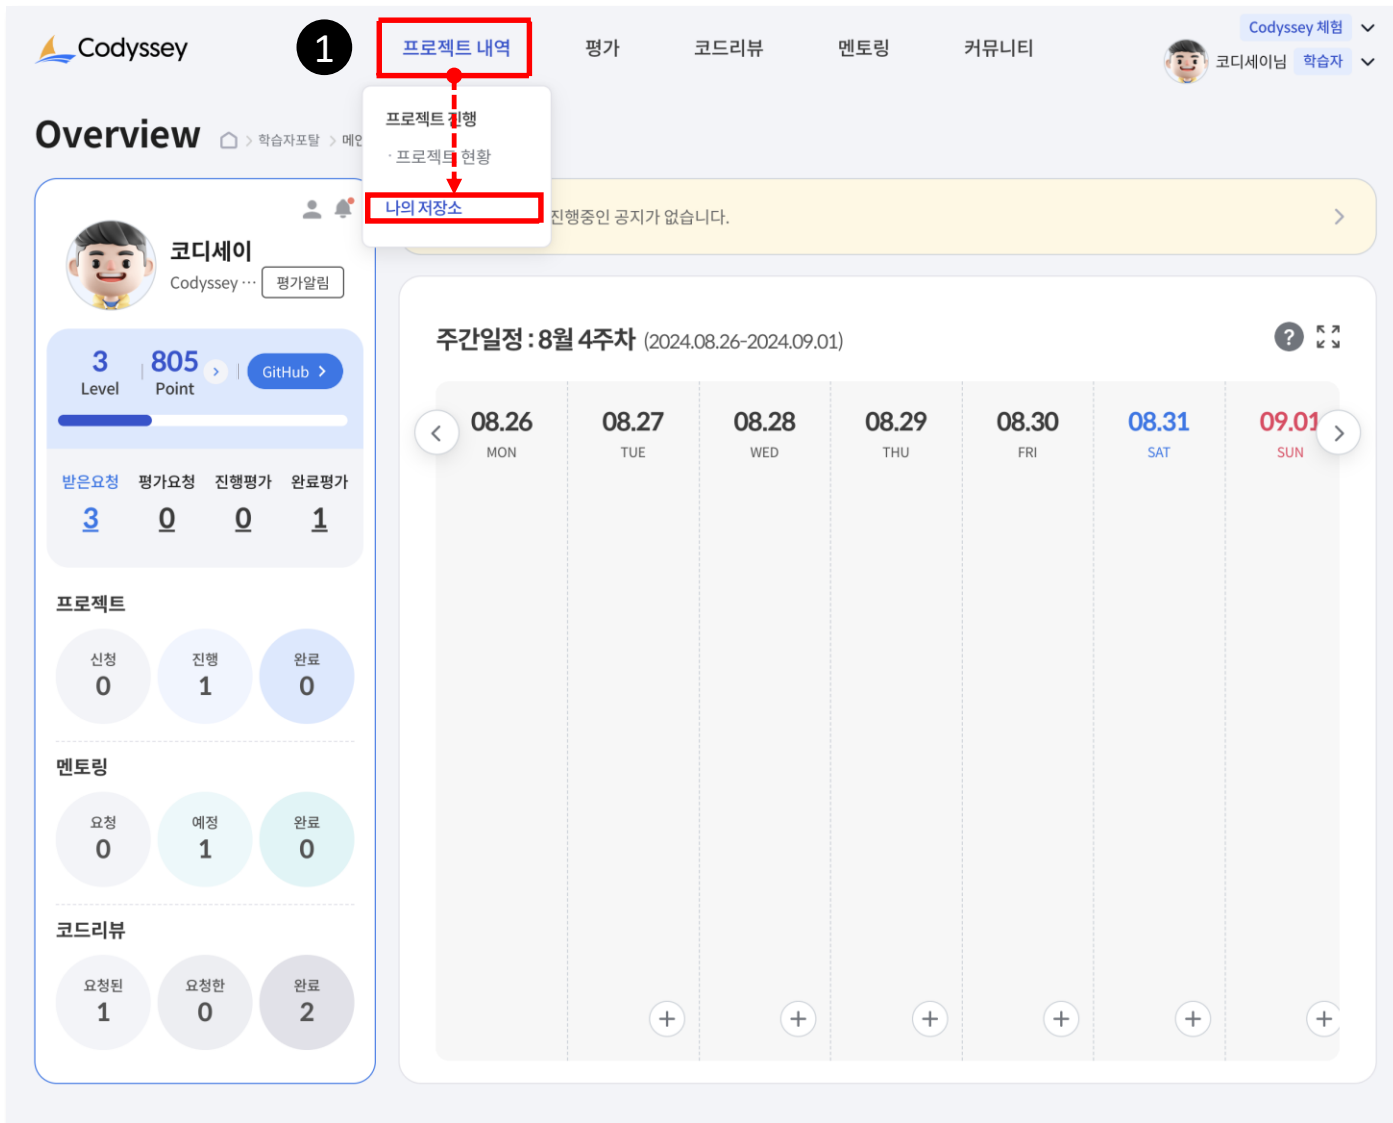 Codyssey
1
프로젝트 내역
평가
코드리뷰
멘토링
커뮤니티
Codyssey 체험
코디세이님 학습자
프로젝트 진행
· 프로젝트 현황
나의 저장소
Overview
학습자포탈 > 메인
진행중인 공지가 없습니다.
코디세이
Codyssey ··· 평가알림
3 805
Level Point
GitHub >
받은요청 평가요청 진행평가 완료평가
3 0 0 1
프로젝트
신청 진행 완료
0 1 0
멘토링
요청 예정 완료
0 1 0
코드리뷰
요청된 요청한 완료
1 0 2
주간일정 : 8월 4주차 (2024.08.26-2024.09.01)
?
08.26 08.27 08.28 08.29 08.30 08.31 09.01
MON TUE WED THU FRI SAT SUN
+ + + + + +